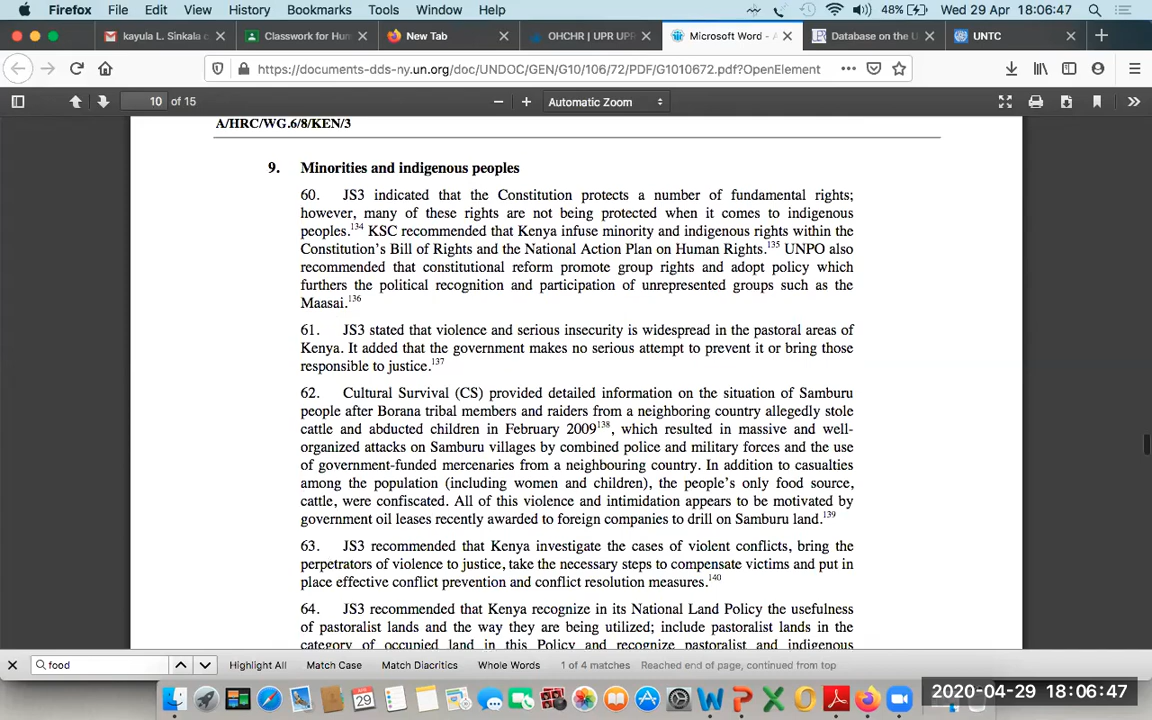 Firefox File Edit View History Bookmarks Tools Window Help 48% Wed 29 Apr 18:06:47
kayula L. Sinkala c Classwork for Hum New Tab OHCHR | UPR UPR Microsoft Word - Database on the U UNTC
https://documents-dds-ny.un.org/doc/UNDOC/GEN/G10/106/72/PDF/G1010672.pdf?OpenElement
10 of 15 Automatic Zoom
A/HRC/WG.6/8/KEN/3
9. Minorities and indigenous peoples
60. JS3 indicated that the Constitution protects a number of fundamental rights;
however, many of these rights are not being protected when it comes to indigenous
peoples.134 KSC recommended that Kenya infuse minority and indigenous rights within the
Constitution's Bill of Rights and the National Action Plan on Human Rights.135 UNPO also
recommended that constitutional reform promote group rights and adopt policy which
furthers the political recognition and participation of unrepresented groups such as the
Maasai.136
61. JS3 stated that violence and serious insecurity is widespread in the pastoral areas of
Kenya. It added that the government makes no serious attempt to prevent it or bring those
responsible to justice.137
62. Cultural Survival (CS) provided detailed information on the situation of Samburu
people after Borana tribal members and raiders from a neighboring country allegedly stole
cattle and abducted children in February 2009138, which resulted in massive and well-
organized attacks on Samburu villages by combined police and military forces and the use
of government-funded mercenaries from a neighbouring country. In addition to casualties
among the population (including women and children), the people's only food source,
cattle, were confiscated. All of this violence and intimidation appears to be motivated by
government oil leases recently awarded to foreign companies to drill on Samburu land.139
63. JS3 recommended that Kenya investigate the cases of violent conflicts, bring the
perpetrators of violence to justice, take the necessary steps to compensate victims and put in
place effective conflict prevention and conflict resolution measures.140
64. JS3 recommended that Kenya recognize in its National Land Policy the usefulness
of pastoralist lands and the way they are being utilized; include pastoralist lands in the
category of occupied land in this Policy and recognize pastoralist and indigenous
food Highlight All Match Case Match Diacritics Whole Words 1 of 4 matches Reached end of page, continued from top
2020-04-29 18:06:47